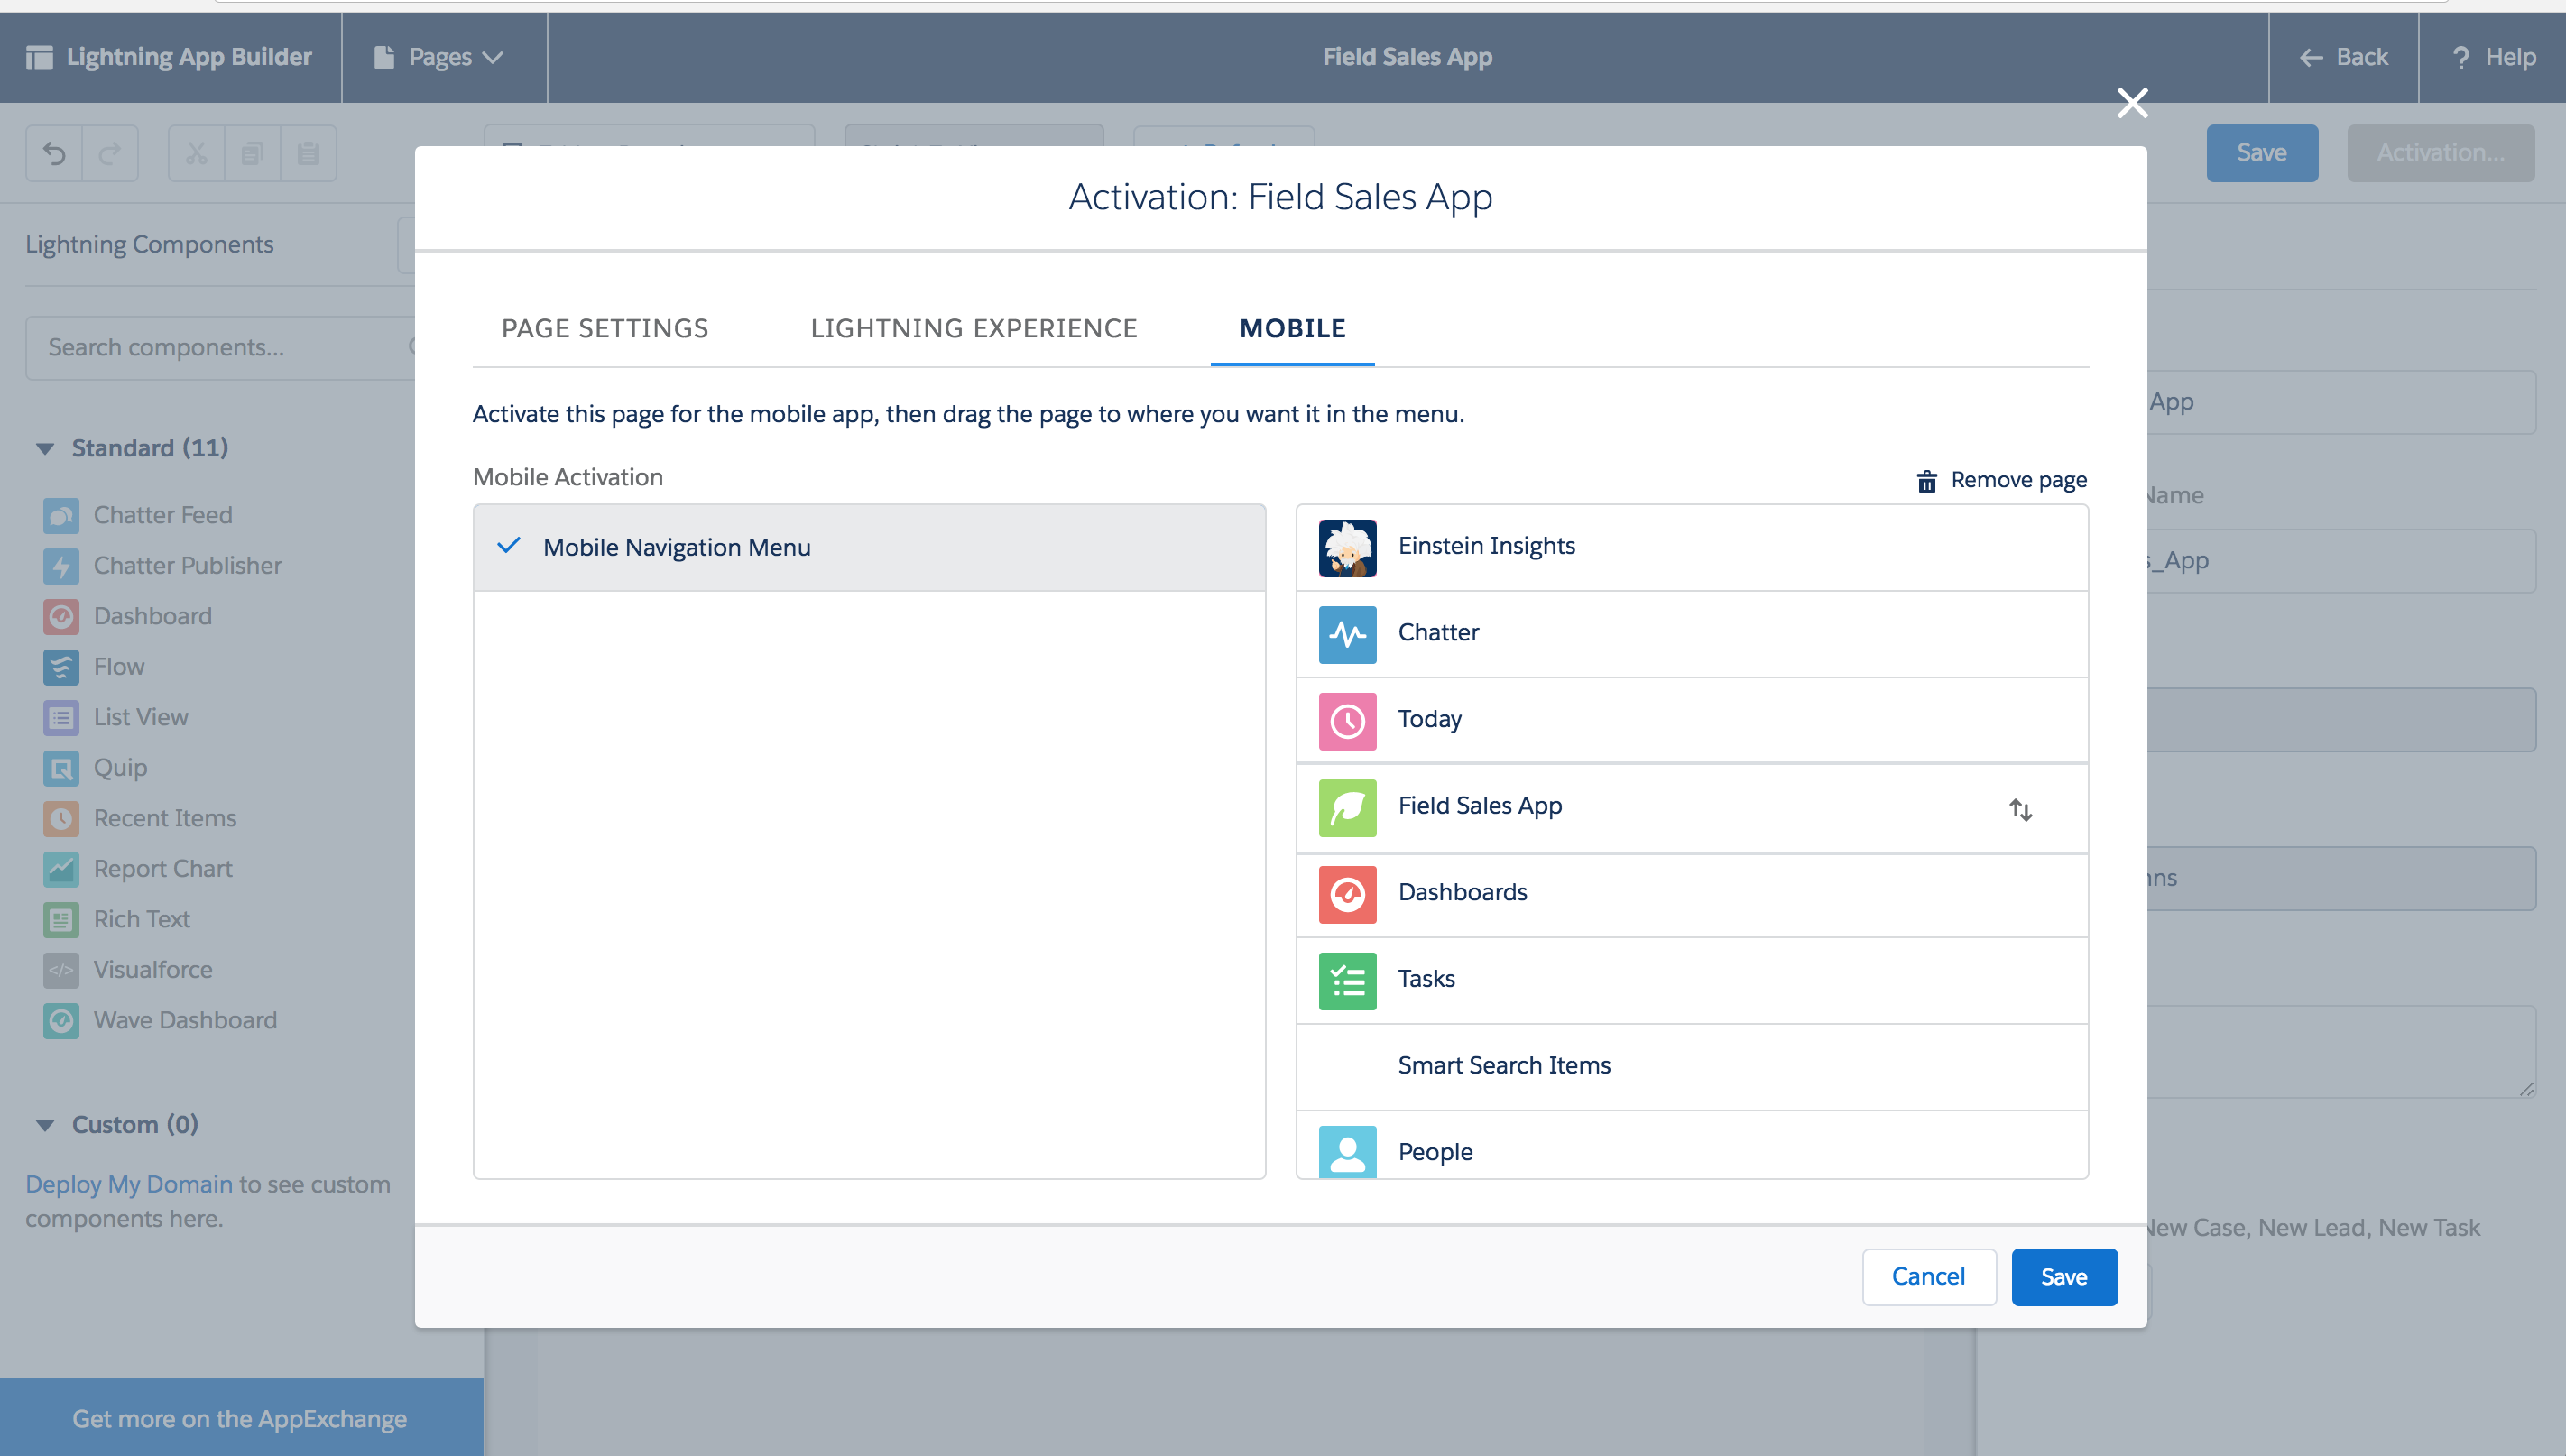 Lightning App Builder
Pages
Field Sales App
Back
? Help
Save
Activation...
Lightning Components
Search components...
Standard (11)
Chatter Feed
Chatter Publisher
Dashboard
Flow
List View
Quip
Recent Items
Report Chart
Rich Text
Visualforce
Wave Dashboard
Custom (0)
Deploy My Domain to see custom
components here.
Get more on the AppExchange
Activation: Field Sales App
PAGE SETTINGS
LIGHTNING EXPERIENCE
MOBILE
Activate this page for the mobile app, then drag the page to where you want it in the menu.
Mobile Activation
Remove page
Mobile Navigation Menu
Einstein Insights
Chatter
Today
Field Sales App
Dashboards
Tasks
Smart Search Items
People
Cancel
Save
App
_App
Case, New Lead, New Task